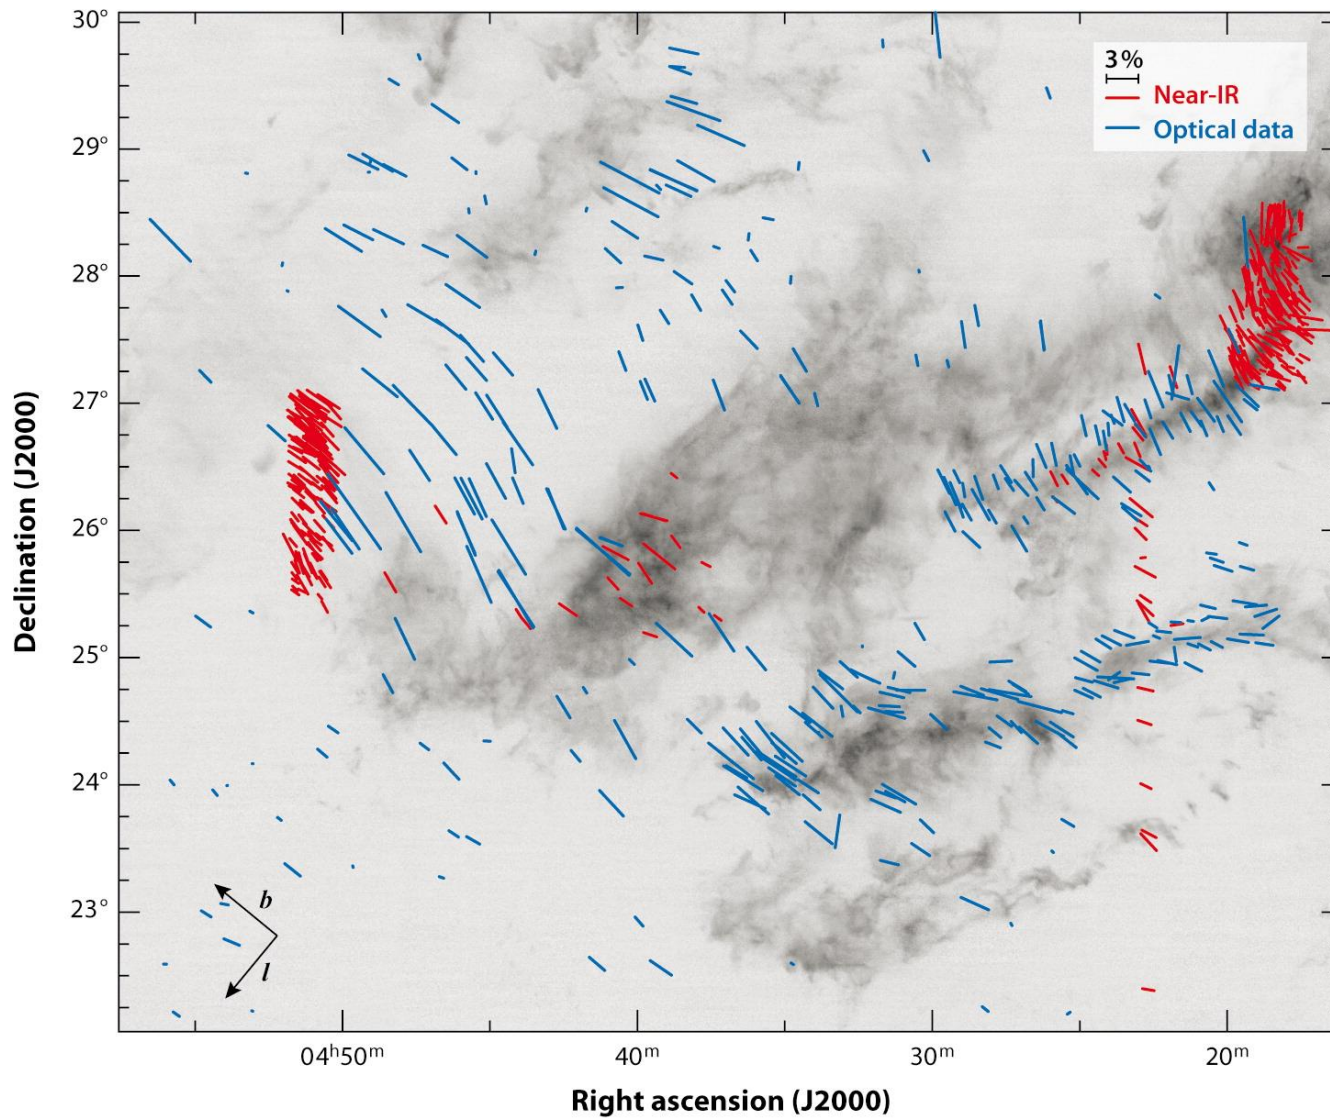 30°
29°
28°
27°
26°
25°
24°
23°
Declination (J2000)
3%
Near-IR
Optical data
b
l
04ʰ50ᵐ
40ᵐ
30ᵐ
20ᵐ
Right ascension (J2000)